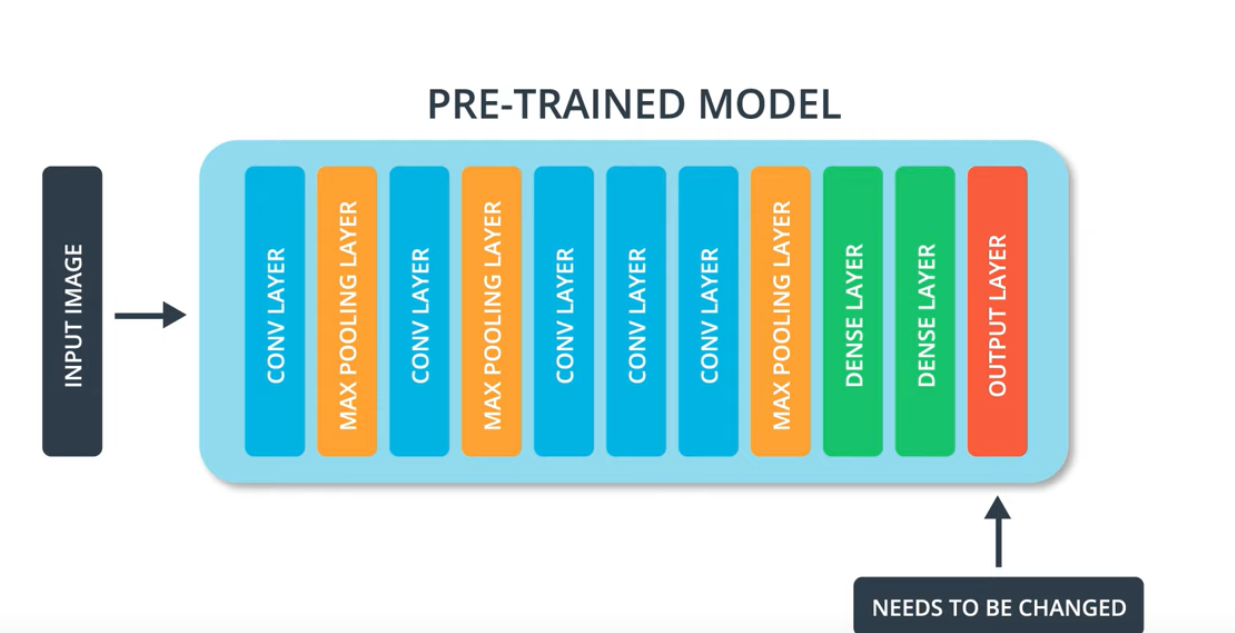 PRE-TRAINED MODEL
INPUT IMAGE
CONV LAYER
MAX POOLING LAYER
CONV LAYER
MAX POOLING LAYER
CONV LAYER
CONV LAYER
CONV LAYER
MAX POOLING LAYER
DENSE LAYER
DENSE LAYER
OUTPUT LAYER
NEEDS TO BE CHANGED